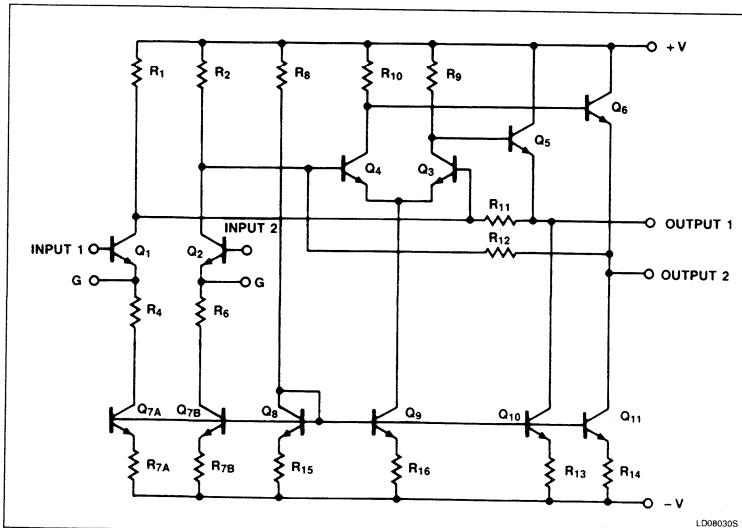 +V
R1 R2 R8 R10 R9
Q6
Q5
Q4 Q3
R11
OUTPUT 1
INPUT 2
R12
INPUT 1
Q1 Q2
OUTPUT 2
G G
R4 R6
Q7A Q7B Q8 Q9 Q10 Q11
R7A R7B R15 R16 R13 R14
−V
LD08030S